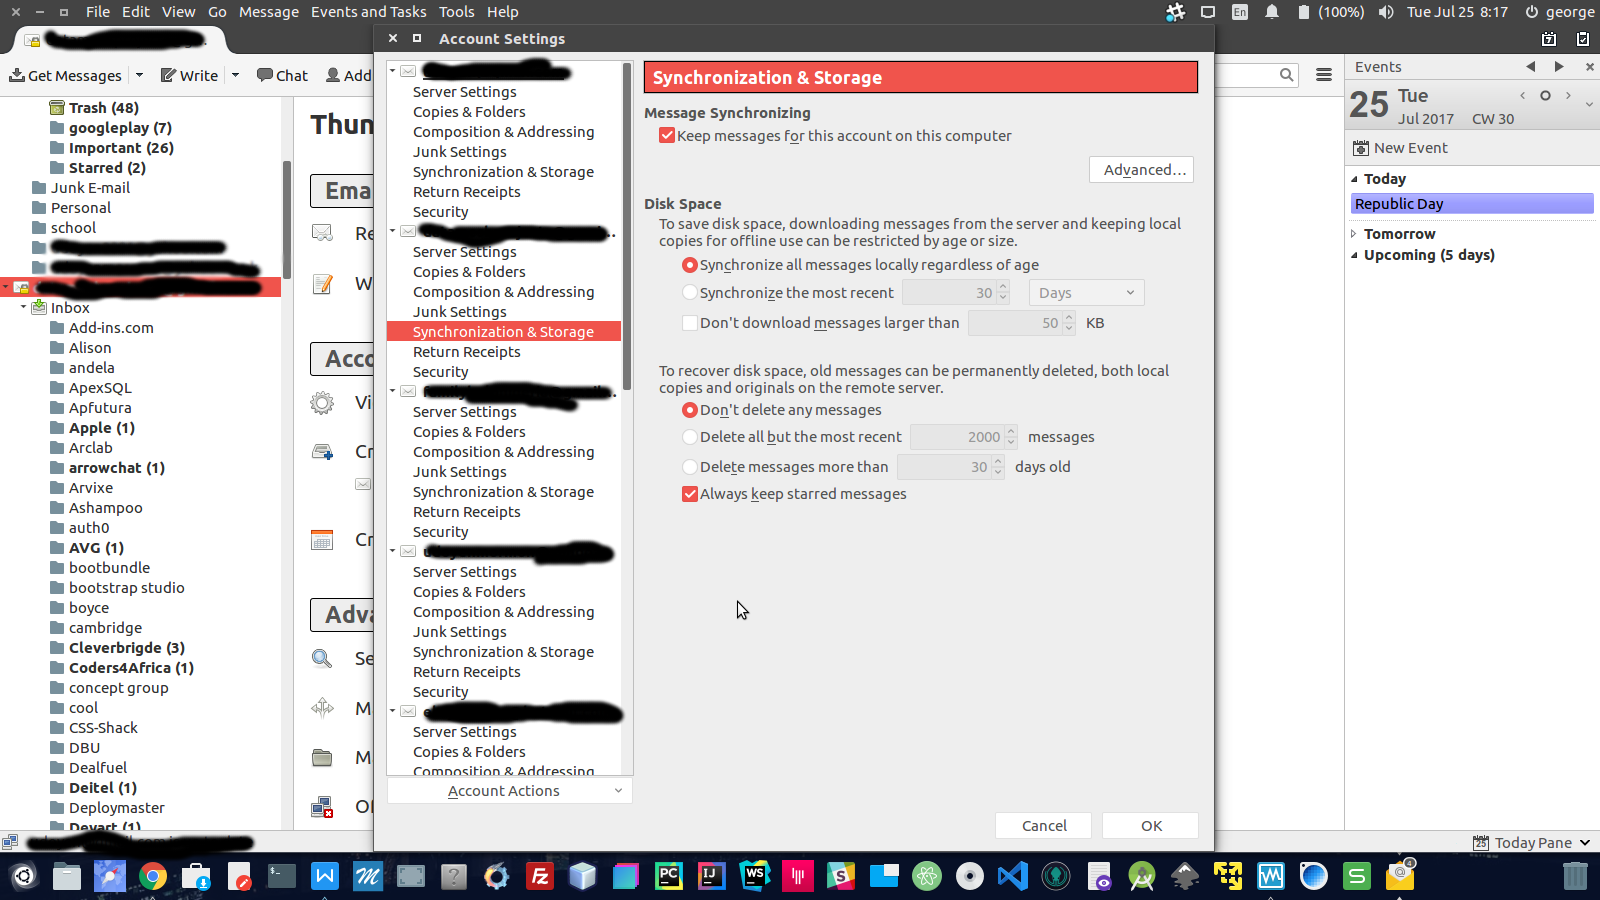 File Edit View Go Message Events and Tasks Tools Help
En (100%) Tue Jul 25 8:17 george
Account Settings
Get Messages Write Chat Add
Trash (48)
googleplay (7)
Important (26)
Starred (2)
Junk E-mail
Personal
school
Inbox
Add-ins.com
Alison
andela
ApexSQL
Apfutura
Apple (1)
Arclab
arrowchat (1)
Arvixe
Ashampoo
auth0
AVG (1)
bootbundle
bootstrap studio
boyce
cambridge
Cleverbrigde (3)
Coders4Africa (1)
concept group
cool
CSS-Shack
DBU
Dealfuel
Deitel (1)
Deploymaster
Devart (1)
Thun
Ema
Re
W
Acco
Vi
Cr
Cr
Adva
Se
M
M
Of
Server Settings
Copies & Folders
Composition & Addressing
Junk Settings
Synchronization & Storage
Return Receipts
Security
Server Settings
Copies & Folders
Composition & Addressing
Junk Settings
Synchronization & Storage
Return Receipts
Security
Server Settings
Copies & Folders
Composition & Addressing
Junk Settings
Synchronization & Storage
Return Receipts
Security
Server Settings
Copies & Folders
Composition & Addressing
Junk Settings
Synchronization & Storage
Return Receipts
Security
Server Settings
Copies & Folders
Composition & Addressing
Account Actions
Synchronization & Storage
Message Synchronizing
Keep messages for this account on this computer
Advanced...
Disk Space
To save disk space, downloading messages from the server and keeping local
copies for offline use can be restricted by age or size.
Synchronize all messages locally regardless of age
Synchronize the most recent 30 Days
Don't download messages larger than 50 KB
To recover disk space, old messages can be permanently deleted, both local
copies and originals on the remote server.
Don't delete any messages
Delete all but the most recent 2000 messages
Delete messages more than 30 days old
Always keep starred messages
Cancel OK
Events
25 Tue
Jul 2017 CW 30
New Event
Today
Republic Day
Tomorrow
Upcoming (5 days)
25 Today Pane